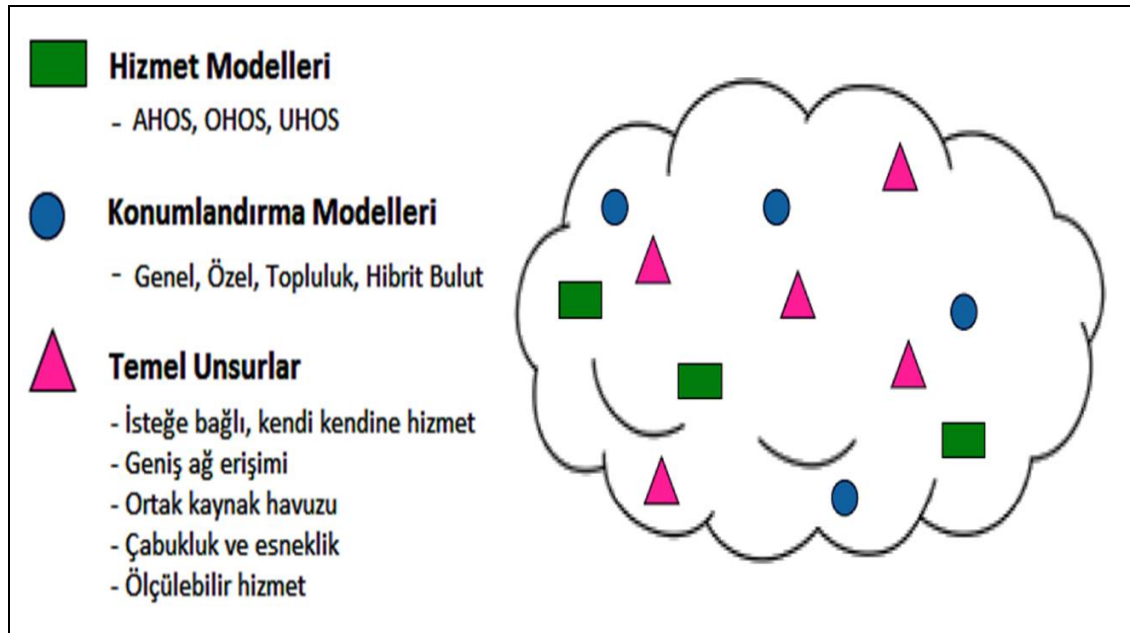 Hizmet Modelleri
- AHOS, OHOS, UHOS
Konumlandırma Modelleri
- Genel, Özel, Topluluk, Hibrit Bulut
Temel Unsurlar
- İsteğe bağlı, kendi kendine hizmet
- Geniş ağ erişimi
- Ortak kaynak havuzu
- Çabukluk ve esneklik
- Ölçülebilir hizmet